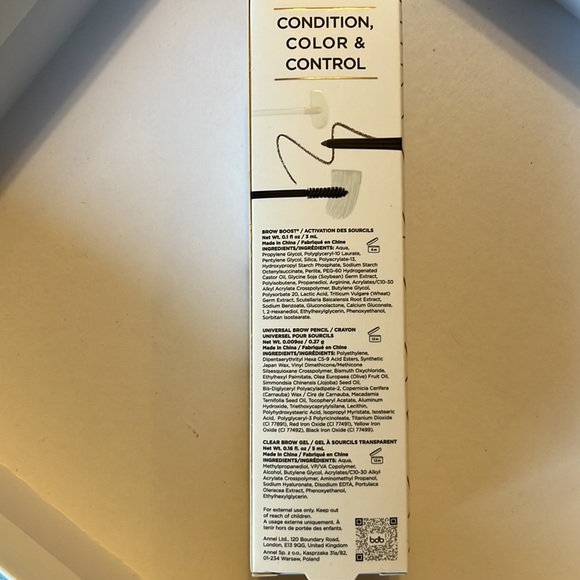 CONDITION,
COLOR &
CONTROL
BROW BOOST® / ACTIVATION DES SOURCILS
Net Wt. 0.1 fl oz / 3 mL
Made in China / Fabriqué en Chine
INGREDIENTS/INGRÉDIENTS: Aqua,
Propylene Glycol, Polyglyceryl-10 Laurate,
Pentylene Glycol, Silica, Polyacrylate-13,
Hydroxypropyl Starch Phosphate, Sodium Starch
Octenylsuccinate, Perlite, PEG-60 Hydrogenated
Castor Oil, Glycine Soja (Soybean) Germ Extract,
Polyisobutene, Propanediol, Arginine, Acrylates/C10-30
Alkyl Acrylate Crosspolymer, Butylene Glycol,
Polysorbate 20, Lactic Acid, Triticum Vulgare (Wheat)
Germ Extract, Scutellaria Baicalensis Root Extract,
Sodium Benzoate, Gluconolactone, Calcium Gluconate,
1, 2-Hexanediol, Ethylhexylglycerin, Phenoxyethanol,
Sorbitan Isostearate.
UNIVERSAL BROW PENCIL / CRAYON
UNIVERSEL POUR SOURCILS
Net Wt. 0.009oz / 0.27 g
Made in China / Fabriqué en Chine
INGREDIENTS/INGRÉDIENTS: Polyethylene,
Dipentaerythrityl Hexa C5-9 Acid Esters, Synthetic
Japan Wax, Vinyl Dimethicone/Methicone
Silsesquioxane Crosspolymer, Bismuth Oxychloride,
Ethylhexyl Palmitate, Olea Europaea (Olive) Fruit Oil,
Simmondsia Chinensis (Jojoba) Seed Oil,
Bis-Diglyceryl Polyacyladipate-2, Copernicia Cerifera
(Carnauba) Wax / Cire de Carnauba, Macadamia
Ternifolia Seed Oil, Tocopheryl Acetate, Aluminum
Hydroxide, Triethoxycaprylylsilane, Lecithin,
Polyhydroxystearic Acid, Isopropyl Myristate, Isostearic
Acid, Polyglyceryl-3 Polyricinoleate, Titanium Dioxide
(CI 77891), Red Iron Oxide (CI 77491), Yellow Iron
Oxide (CI 77492), Black Iron Oxide (CI 77499).
CLEAR BROW GEL / GEL À SOURCILS TRANSPARENT
Net Wt. 0.16 fl. oz / 5 mL
Made in China / Fabriqué en Chine
INGREDIENTS/INGRÉDIENTS: Aqua,
Methylpropanediol, VP/VA Copolymer,
Alcohol, Butylene Glycol, Acrylates/C10-30 Alkyl
Acrylate Crosspolymer, Aminomethyl Propanol,
Sodium Hyaluronate, Disodium EDTA, Portulaca
Oleracea Extract, Phenoxyethanol,
Ethylhexylglycerin.
For external use only. Keep out
of reach of children.
A usage externe uniquement. À
tenir hors de portée des enfants.
Annel Ltd., 120 Boundary Road,
London, E13 9QG, United Kingdom
Annel Sp. z o.o., Kasprzaka 31a/82,
01-234 Warsaw, Poland
bdb